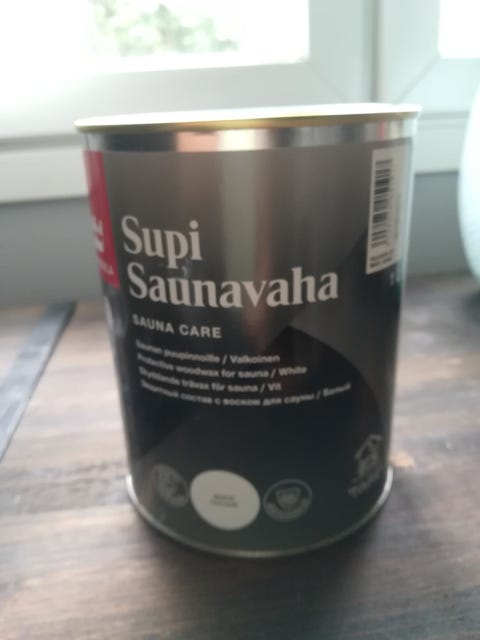 Supi
Saunavaha
SAUNA CARE
Saunan puupinnoille / Valkoinen
Protective woodwax for sauna / White
Skyddande trävax för sauna / Vit
Защитный состав с воском для сауны / Белый